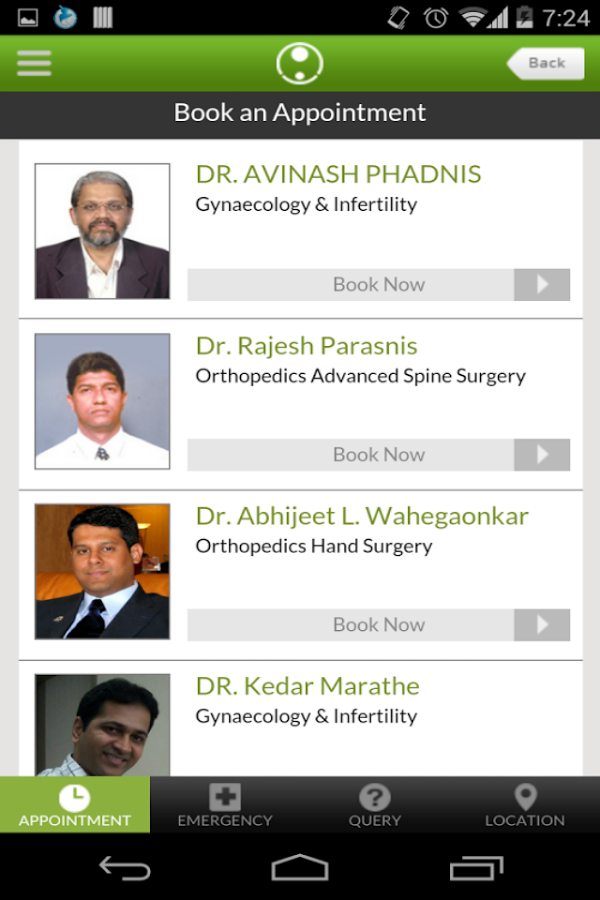 7:24
Back
Book an Appointment
DR. AVINASH PHADNIS
Gynaecology & Infertility
Book Now
Dr. Rajesh Parasnis
Orthopedics Advanced Spine Surgery
Book Now
Dr. Abhijeet L. Wahegaonkar
Orthopedics Hand Surgery
Book Now
DR. Kedar Marathe
Gynaecology & Infertility
APPOINTMENT EMERGENCY QUERY LOCATION